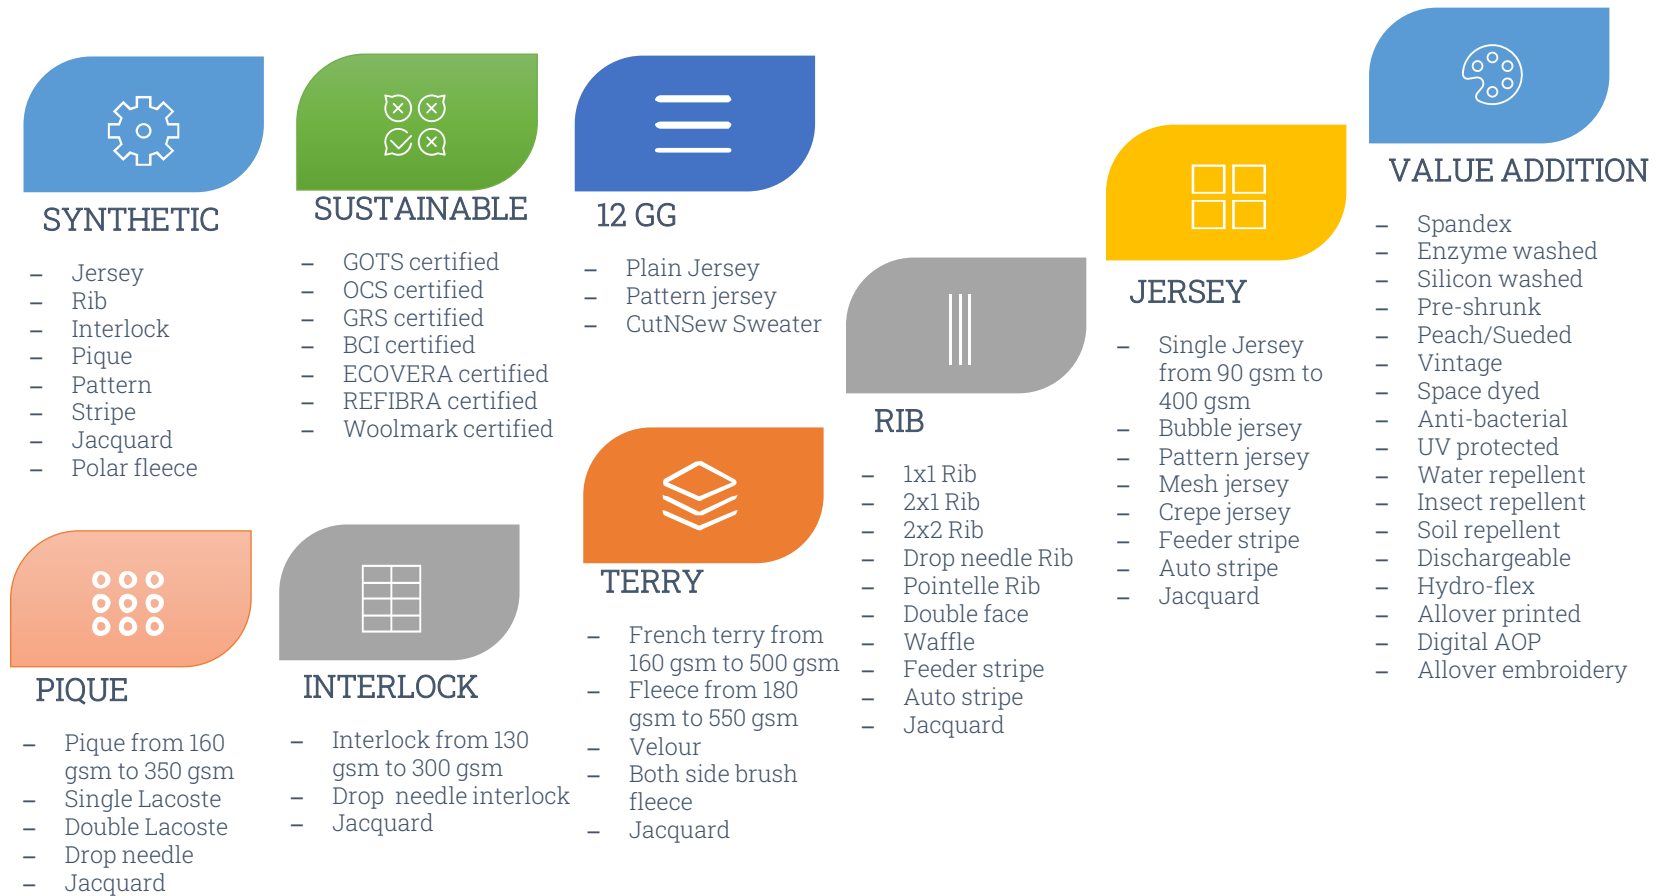 SYNTHETIC
– Jersey
– Rib
– Interlock
– Pique
– Pattern
– Stripe
– Jacquard
– Polar fleece
SUSTAINABLE
– GOTS certified
– OCS certified
– GRS certified
– BCI certified
– ECOVERA certified
– REFIBRA certified
– Woolmark certified
12 GG
– Plain Jersey
– Pattern jersey
– CutNSew Sweater
PIQUE
– Pique from 160
gsm to 350 gsm
– Single Lacoste
– Double Lacoste
– Drop needle
– Jacquard
INTERLOCK
– Interlock from 130
gsm to 300 gsm
– Drop needle interlock
– Jacquard
TERRY
– French terry from
160 gsm to 500 gsm
– Fleece from 180
gsm to 550 gsm
– Velour
– Both side brush
fleece
– Jacquard
RIB
– 1x1 Rib
– 2x1 Rib
– 2x2 Rib
– Drop needle Rib
– Pointelle Rib
– Double face
– Waffle
– Feeder stripe
– Auto stripe
– Jacquard
JERSEY
– Single Jersey
from 90 gsm to
400 gsm
– Bubble jersey
– Pattern jersey
– Mesh jersey
– Crepe jersey
– Feeder stripe
– Auto stripe
– Jacquard
VALUE ADDITION
– Spandex
– Enzyme washed
– Silicon washed
– Pre-shrunk
– Peach/Sueded
– Vintage
– Space dyed
– Anti-bacterial
– UV protected
– Water repellent
– Insect repellent
– Soil repellent
– Dischargeable
– Hydro-flex
– Allover printed
– Digital AOP
– Allover embroidery